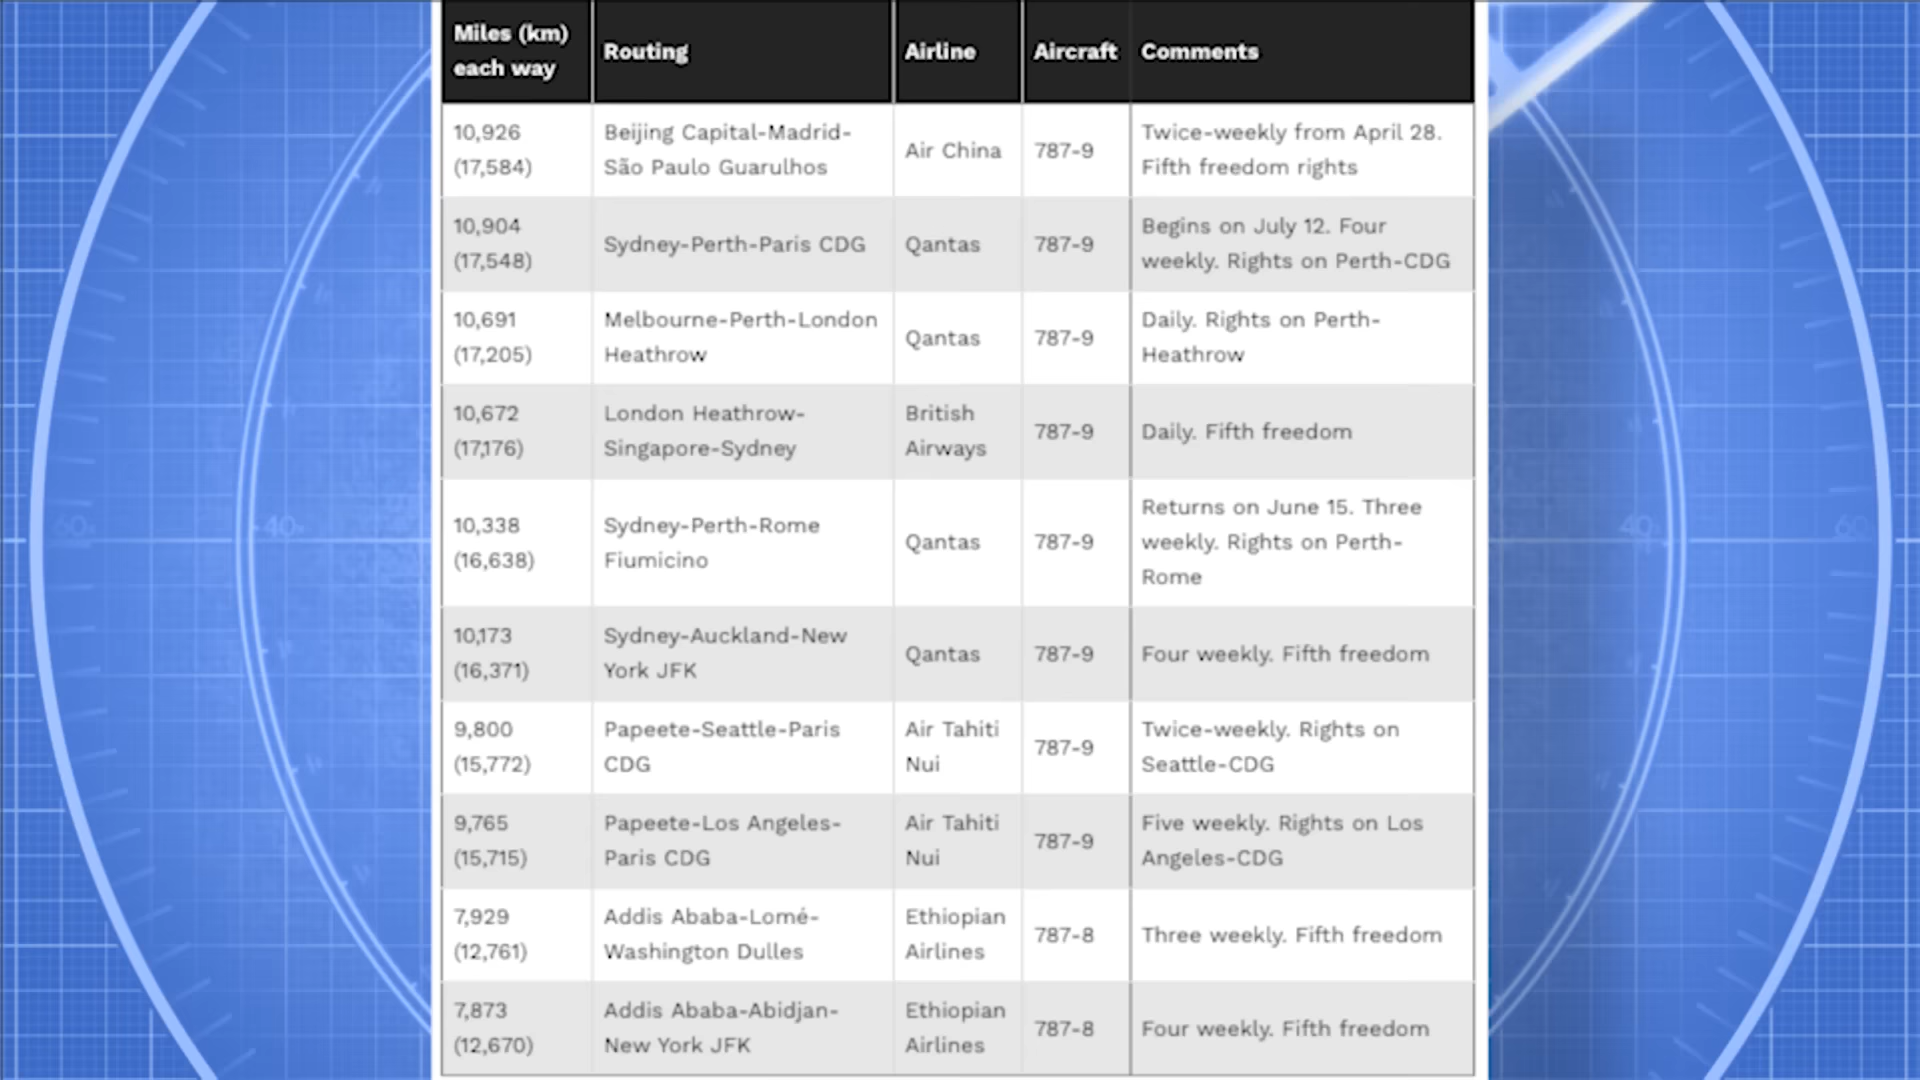 Miles (km) each way
Routing
Airline
Aircraft
Comments
10,926
(17,584)
Beijing Capital-Madrid-
São Paulo Guarulhos
Air China
787-9
Twice-weekly from April 28.
Fifth freedom rights
10,904
(17,548)
Sydney-Perth-Paris CDG
Qantas
787-9
Begins on July 12. Four
weekly. Rights on Perth-CDG
10,691
(17,205)
Melbourne-Perth-London
Heathrow
Qantas
787-9
Daily. Rights on Perth-
Heathrow
10,672
(17,176)
London Heathrow-
Singapore-Sydney
British
Airways
787-9
Daily. Fifth freedom
10,338
(16,638)
Sydney-Perth-Rome
Fiumicino
Qantas
787-9
Returns on June 15. Three
weekly. Rights on Perth-
Rome
10,173
(16,371)
Sydney-Auckland-New
York JFK
Qantas
787-9
Four weekly. Fifth freedom
9,800
(15,772)
Papeete-Seattle-Paris
CDG
Air Tahiti
Nui
787-9
Twice-weekly. Rights on
Seattle-CDG
9,765
(15,715)
Papeete-Los Angeles-
Paris CDG
Air Tahiti
Nui
787-9
Five weekly. Rights on Los
Angeles-CDG
7,929
(12,761)
Addis Ababa-Lomé-
Washington Dulles
Ethiopian
Airlines
787-8
Three weekly. Fifth freedom
7,873
(12,670)
Addis Ababa-Abidjan-
New York JFK
Ethiopian
Airlines
787-8
Four weekly. Fifth freedom
60
40
40
60